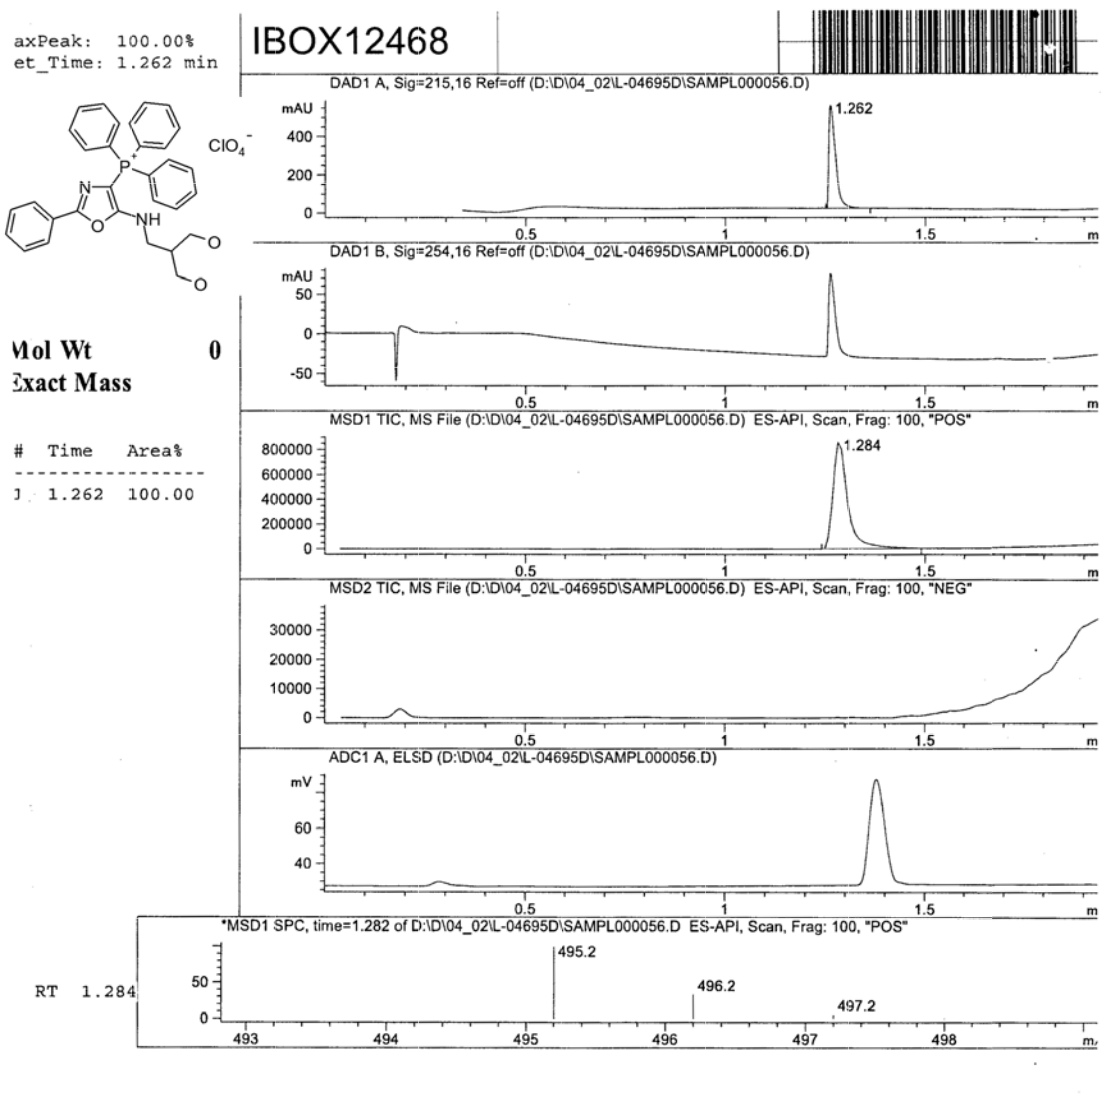 axPeak: 100.00%
et_Time: 1.262 min
IBOX12468
P+
N
O
NH
O
O
ClO4-
Mol Wt 0
Exact Mass
# Time Area%
1 1.262 100.00
DAD1 A, Sig=215,16 Ref=off (D:\D\04_02\L-04695D\SAMPL000056.D)
mAU
400
200
0
1.262
0.5 1 1.5 m
DAD1 B, Sig=254,16 Ref=off (D:\D\04_02\L-04695D\SAMPL000056.D)
mAU
50
0
-50
0.5 1 1.5 m
MSD1 TIC, MS File (D:\D\04_02\L-04695D\SAMPL000056.D) ES-API, Scan, Frag: 100, "POS"
800000
600000
400000
200000
0
1.284
0.5 1 1.5 m
MSD2 TIC, MS File (D:\D\04_02\L-04695D\SAMPL000056.D) ES-API, Scan, Frag: 100, "NEG"
30000
20000
10000
0
0.5 1 1.5 m
ADC1 A, ELSD (D:\D\04_02\L-04695D\SAMPL000056.D)
mV
60
40
0.5 1 1.5 m
*MSD1 SPC, time=1.282 of D:\D\04_02\L-04695D\SAMPL000056.D ES-API, Scan, Frag: 100, "POS"
RT 1.284
50
0
495.2
496.2
497.2
493 494 495 496 497 498 m/